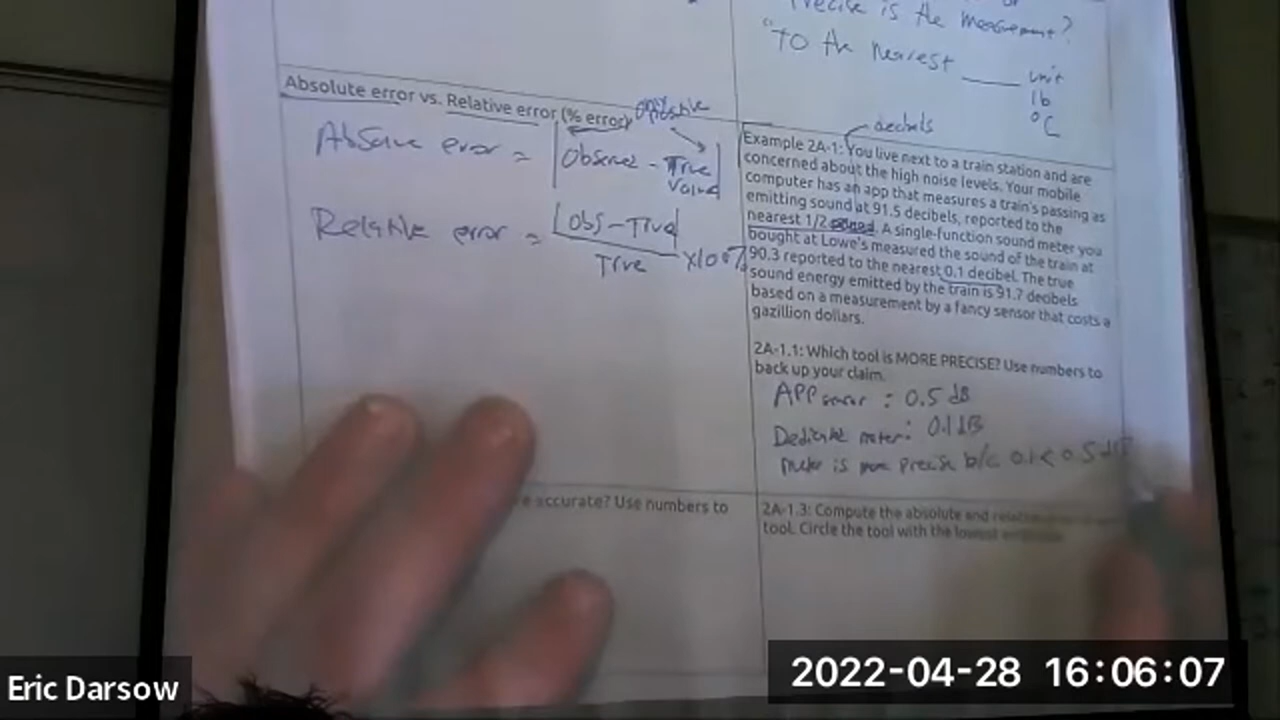 Precise is the measurement?
"To the nearest ____ unit
lb
°C
Absolute error vs. Relative error (% error)
Absolute error = |Observed - True
Value|
Relative error = |obs - True|
True x100%
decibels
Example 2A-1: You live next to a train station and are
concerned about the high noise levels. Your mobile
computer has an app that measures a train's passing as
emitting sound at 91.5 decibels, reported to the
nearest 1/2 A single-function sound meter you
bought at Lowe's measured the sound of the train at
90.3 reported to the nearest 0.1 decibel. The true
sound energy emitted by the train is 91.7 decibels
based on a measurement by a fancy sensor that costs a
gazillion dollars.
2A-1.1: Which tool is MORE PRECISE? Use numbers to
back up your claim.
APP sensor : 0.5 dB
Dedicated meter: 0.1 dB
meter is more precise b/c 0.1 < 0.5 dB
accurate? Use numbers to
2A-1.3: Compute the absolute and relative
tool. Circle the tool with the lowest
Eric Darsow
2022-04-28 16:06:07